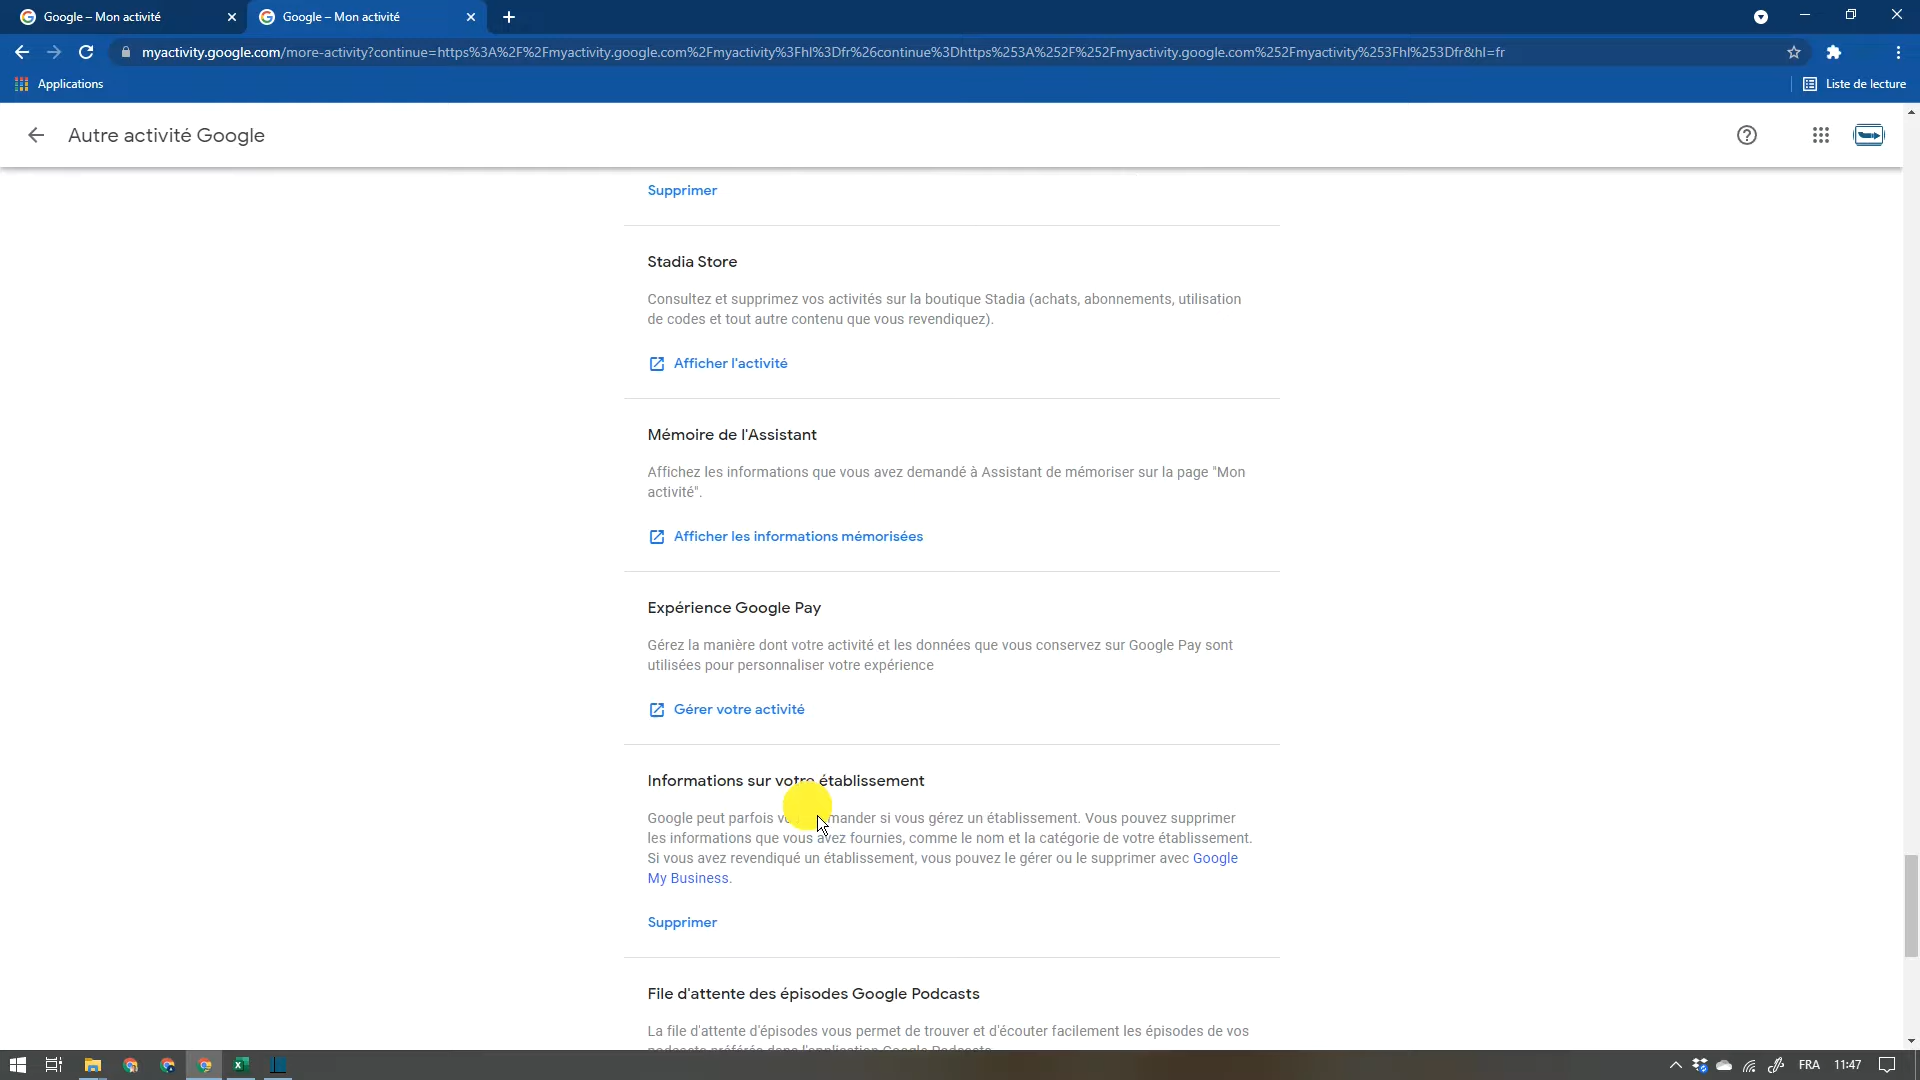 Google – Mon activité
Google – Mon activité
myactivity.google.com/more-activity?continue=https%3A%2F%2Fmyactivity.google.com%2Fmyactivity%3Fhl%3Dfr%26continue%3Dhttps%253A%252F%252Fmyactivity.google.com%252Fmyactivity%253Fhl%253Dfr&hl=fr
Applications
Liste de lecture
Autre activité Google
Supprimer
Stadia Store
Consultez et supprimez vos activités sur la boutique Stadia (achats, abonnements, utilisation
de codes et tout autre contenu que vous revendiquez).
Afficher l'activité
Mémoire de l'Assistant
Affichez les informations que vous avez demandé à Assistant de mémoriser sur la page "Mon
activité".
Afficher les informations mémorisées
Expérience Google Pay
Gérez la manière dont votre activité et les données que vous conservez sur Google Pay sont
utilisées pour personnaliser votre expérience
Gérer votre activité
Informations sur votre établissement
Google peut parfois mander si vous gérez un établissement. Vous pouvez supprimer
les informations que vous avez fournies, comme le nom et la catégorie de votre établissement.
Si vous avez revendiqué un établissement, vous pouvez le gérer ou le supprimer avec Google
My Business.
Supprimer
File d'attente des épisodes Google Podcasts
La file d'attente d'épisodes vous permet de trouver et d'écouter facilement les épisodes de vos
podcasts préférés dans l'application Google Podcasts.
FRA
11:47